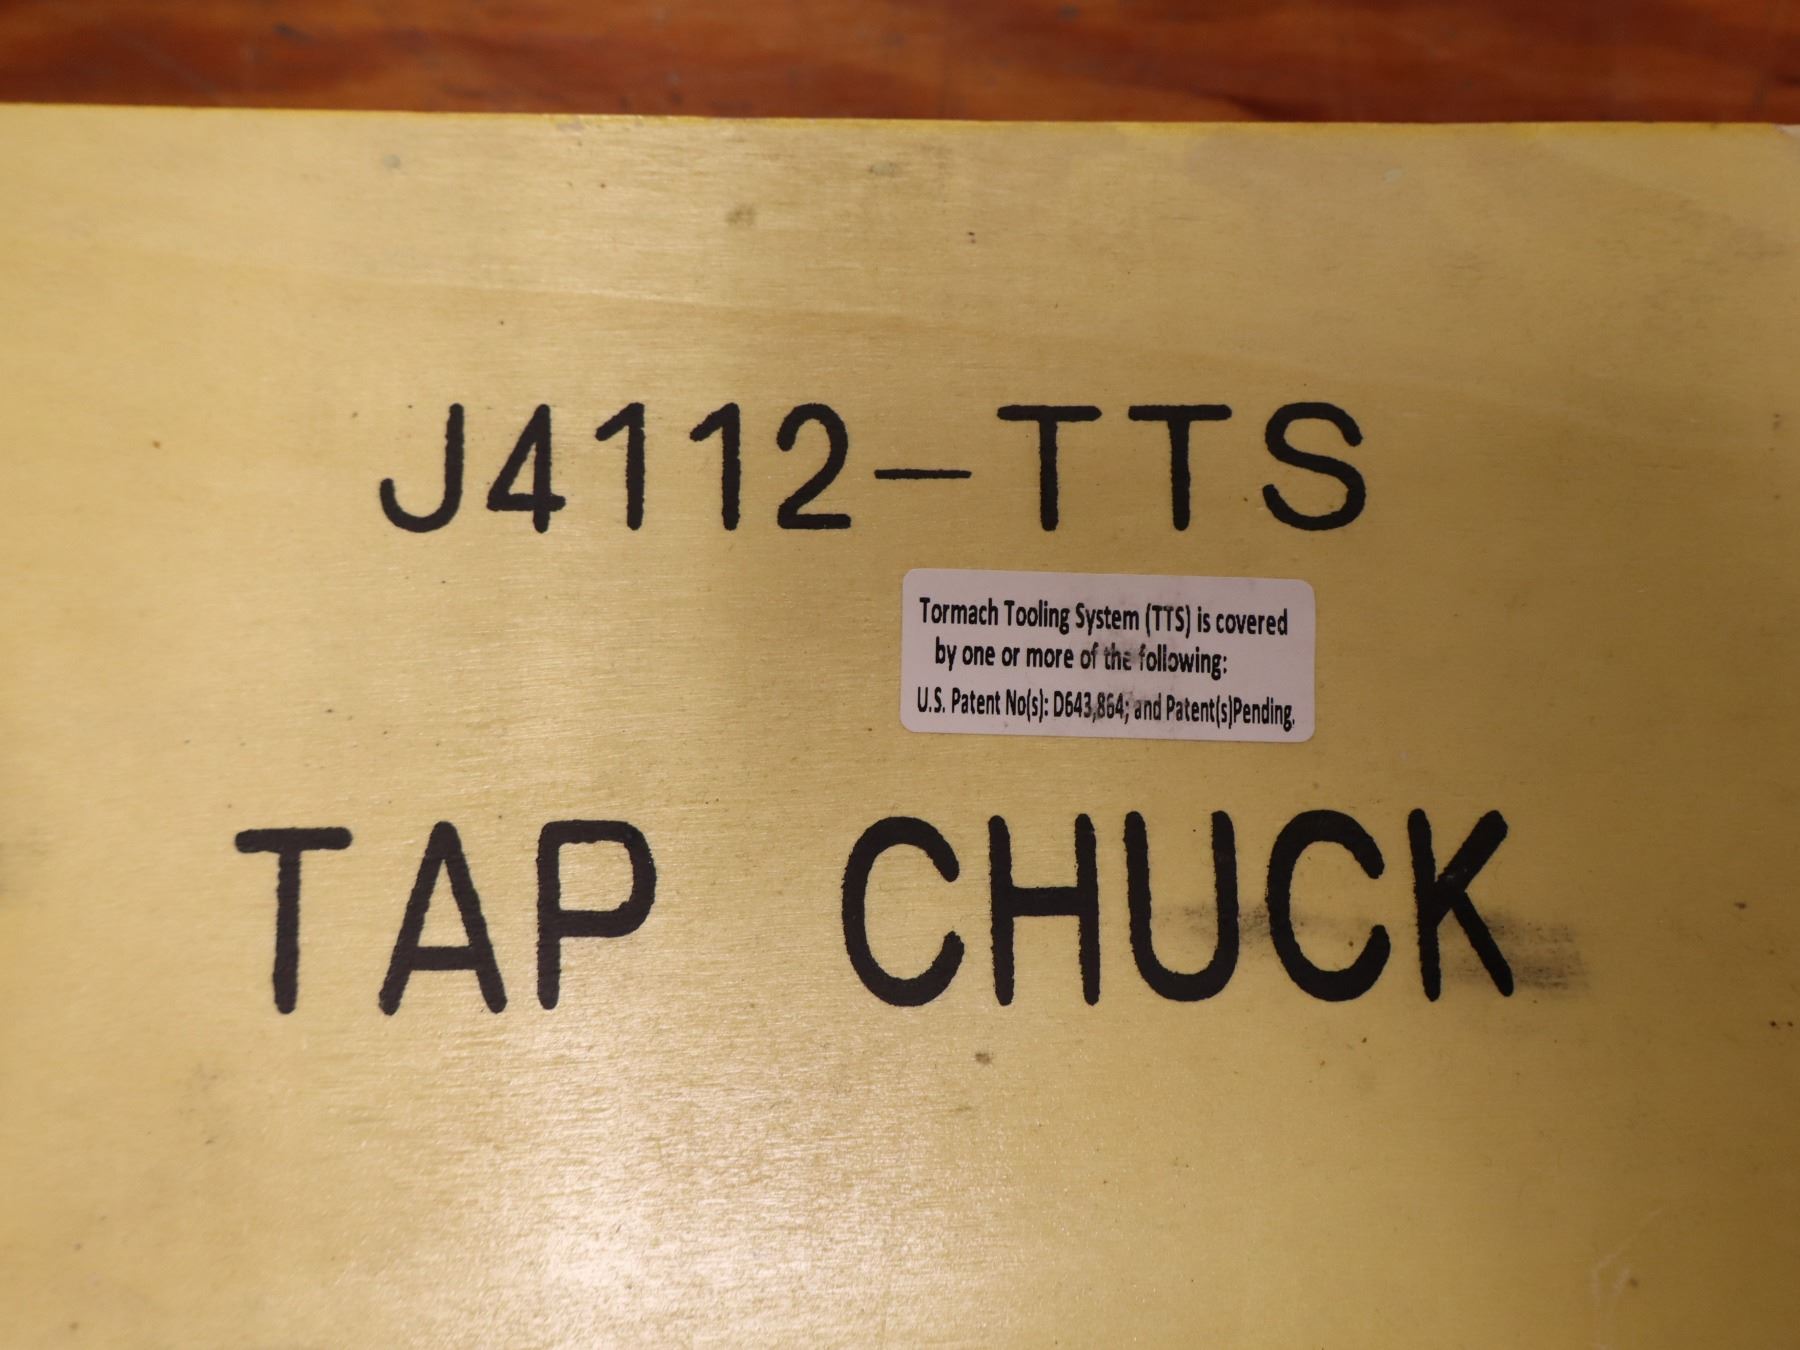 J4112-TTS
Tormach Tooling System (TTS) is covered
by one or more of the following:
U.S. Patent No(s): D643,864; and Patent(s)Pending.
TAP CHUCK